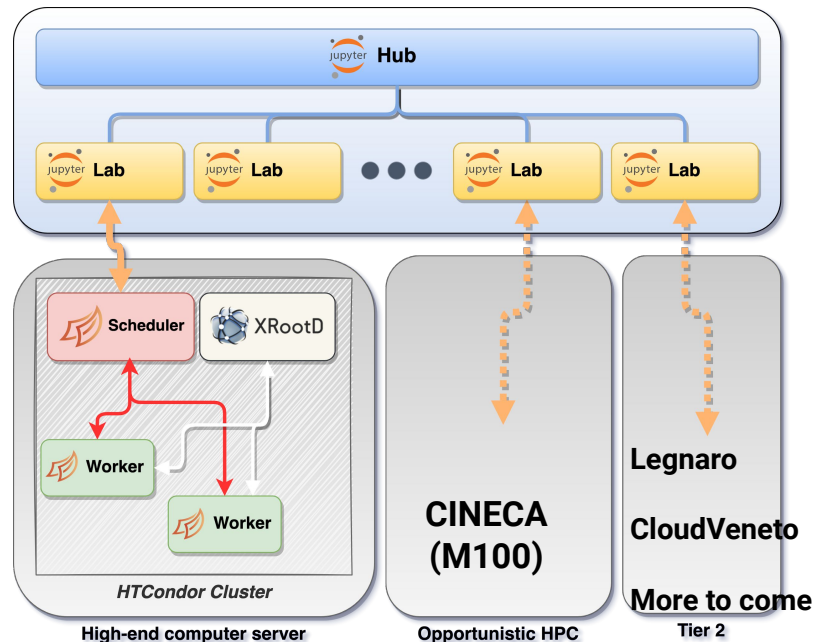 jupyter Hub
jupyter Lab
jupyter Lab
jupyter Lab
jupyter Lab
Scheduler
XRootD
Worker
Worker
HTCondor Cluster
High-end computer server
CINECA
(M100)
Opportunistic HPC
Legnaro
CloudVeneto
More to come
Tier 2